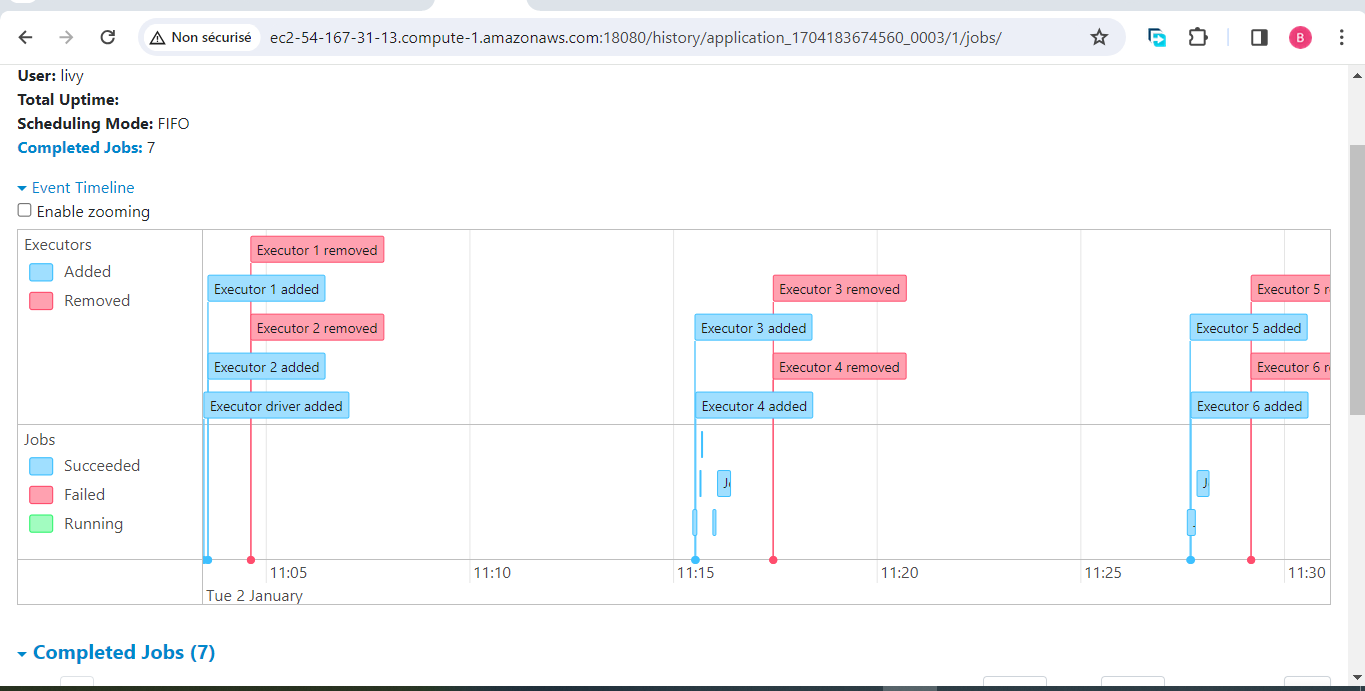 Non sécurisé
ec2-54-167-31-13.compute-1.amazonaws.com:18080/history/application_1704183674560_0003/1/jobs/
B
User: livy
Total Uptime:
Scheduling Mode: FIFO
Completed Jobs: 7
Event Timeline
Enable zooming
Executors
Added
Removed
Executor 1 removed
Executor 1 added
Executor 2 removed
Executor 2 added
Executor driver added
Executor 3 removed
Executor 3 added
Executor 4 removed
Executor 4 added
Executor 5 r
Executor 5 added
Executor 6 r
Executor 6 added
Jobs
Succeeded
Failed
Running
J
J
11:05
11:10
11:15
11:20
11:25
11:30
Tue 2 January
Completed Jobs (7)